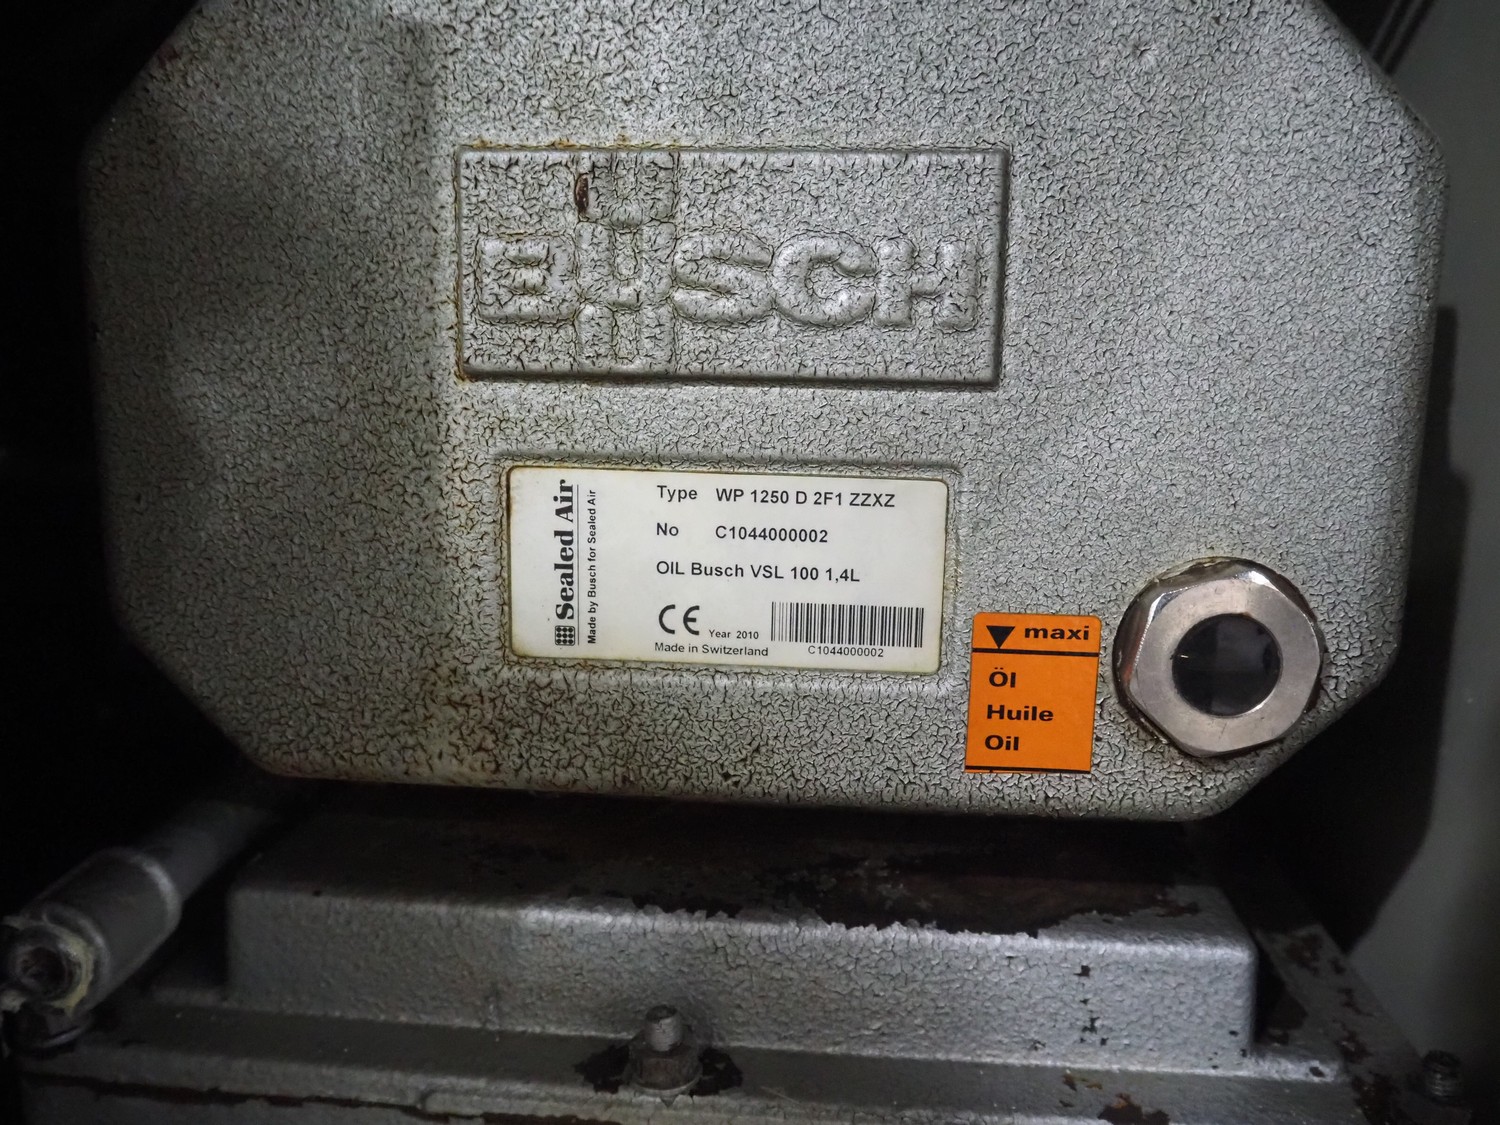 BUSCH
Sealed Air
Made by Busch for Sealed Air
Type WP 1250 D 2F1 ZZXZ
No C1044000002
OIL Busch VSL 100 1,4L
CE Year 2010
Made in Switzerland
C1044000002
maxi
Öl
Huile
Oil